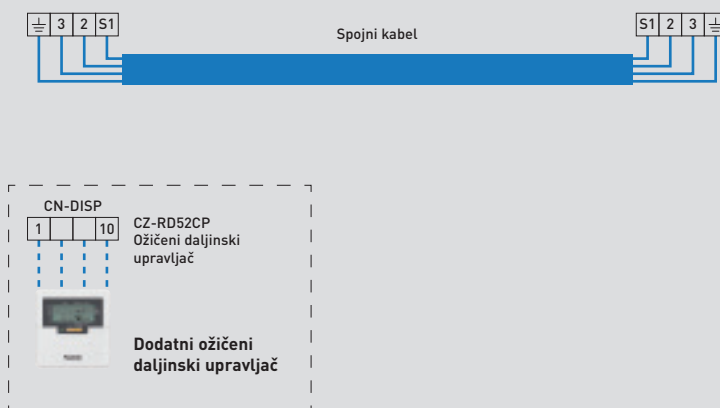 ⏚ 3 2 S1
Spojni kabel
S1 2 3 ⏚
CN-DISP
1 10
CZ-RD52CP
Ožičeni daljinski
upravljač
Dodatni ožičeni
daljinski upravljač